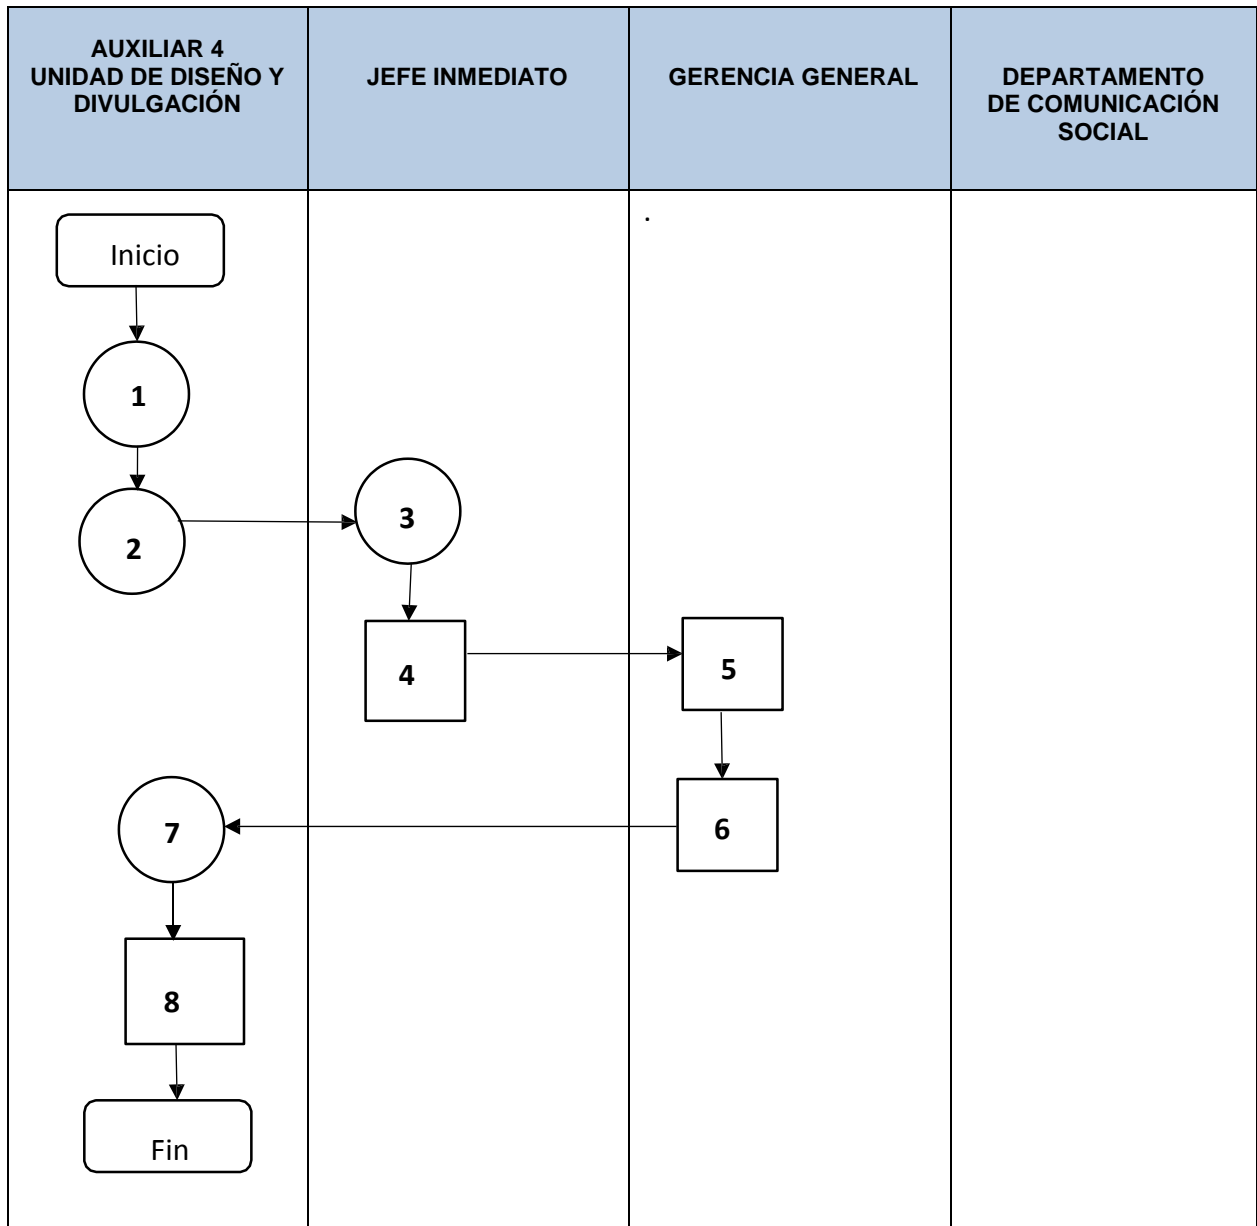 AUXILIAR 4
UNIDAD DE DISEÑO Y
DIVULGACIÓN
JEFE INMEDIATO
GERENCIA GENERAL
DEPARTAMENTO
DE COMUNICACIÓN
SOCIAL
.
Inicio
1
2
3
4
5
6
7
8
Fin